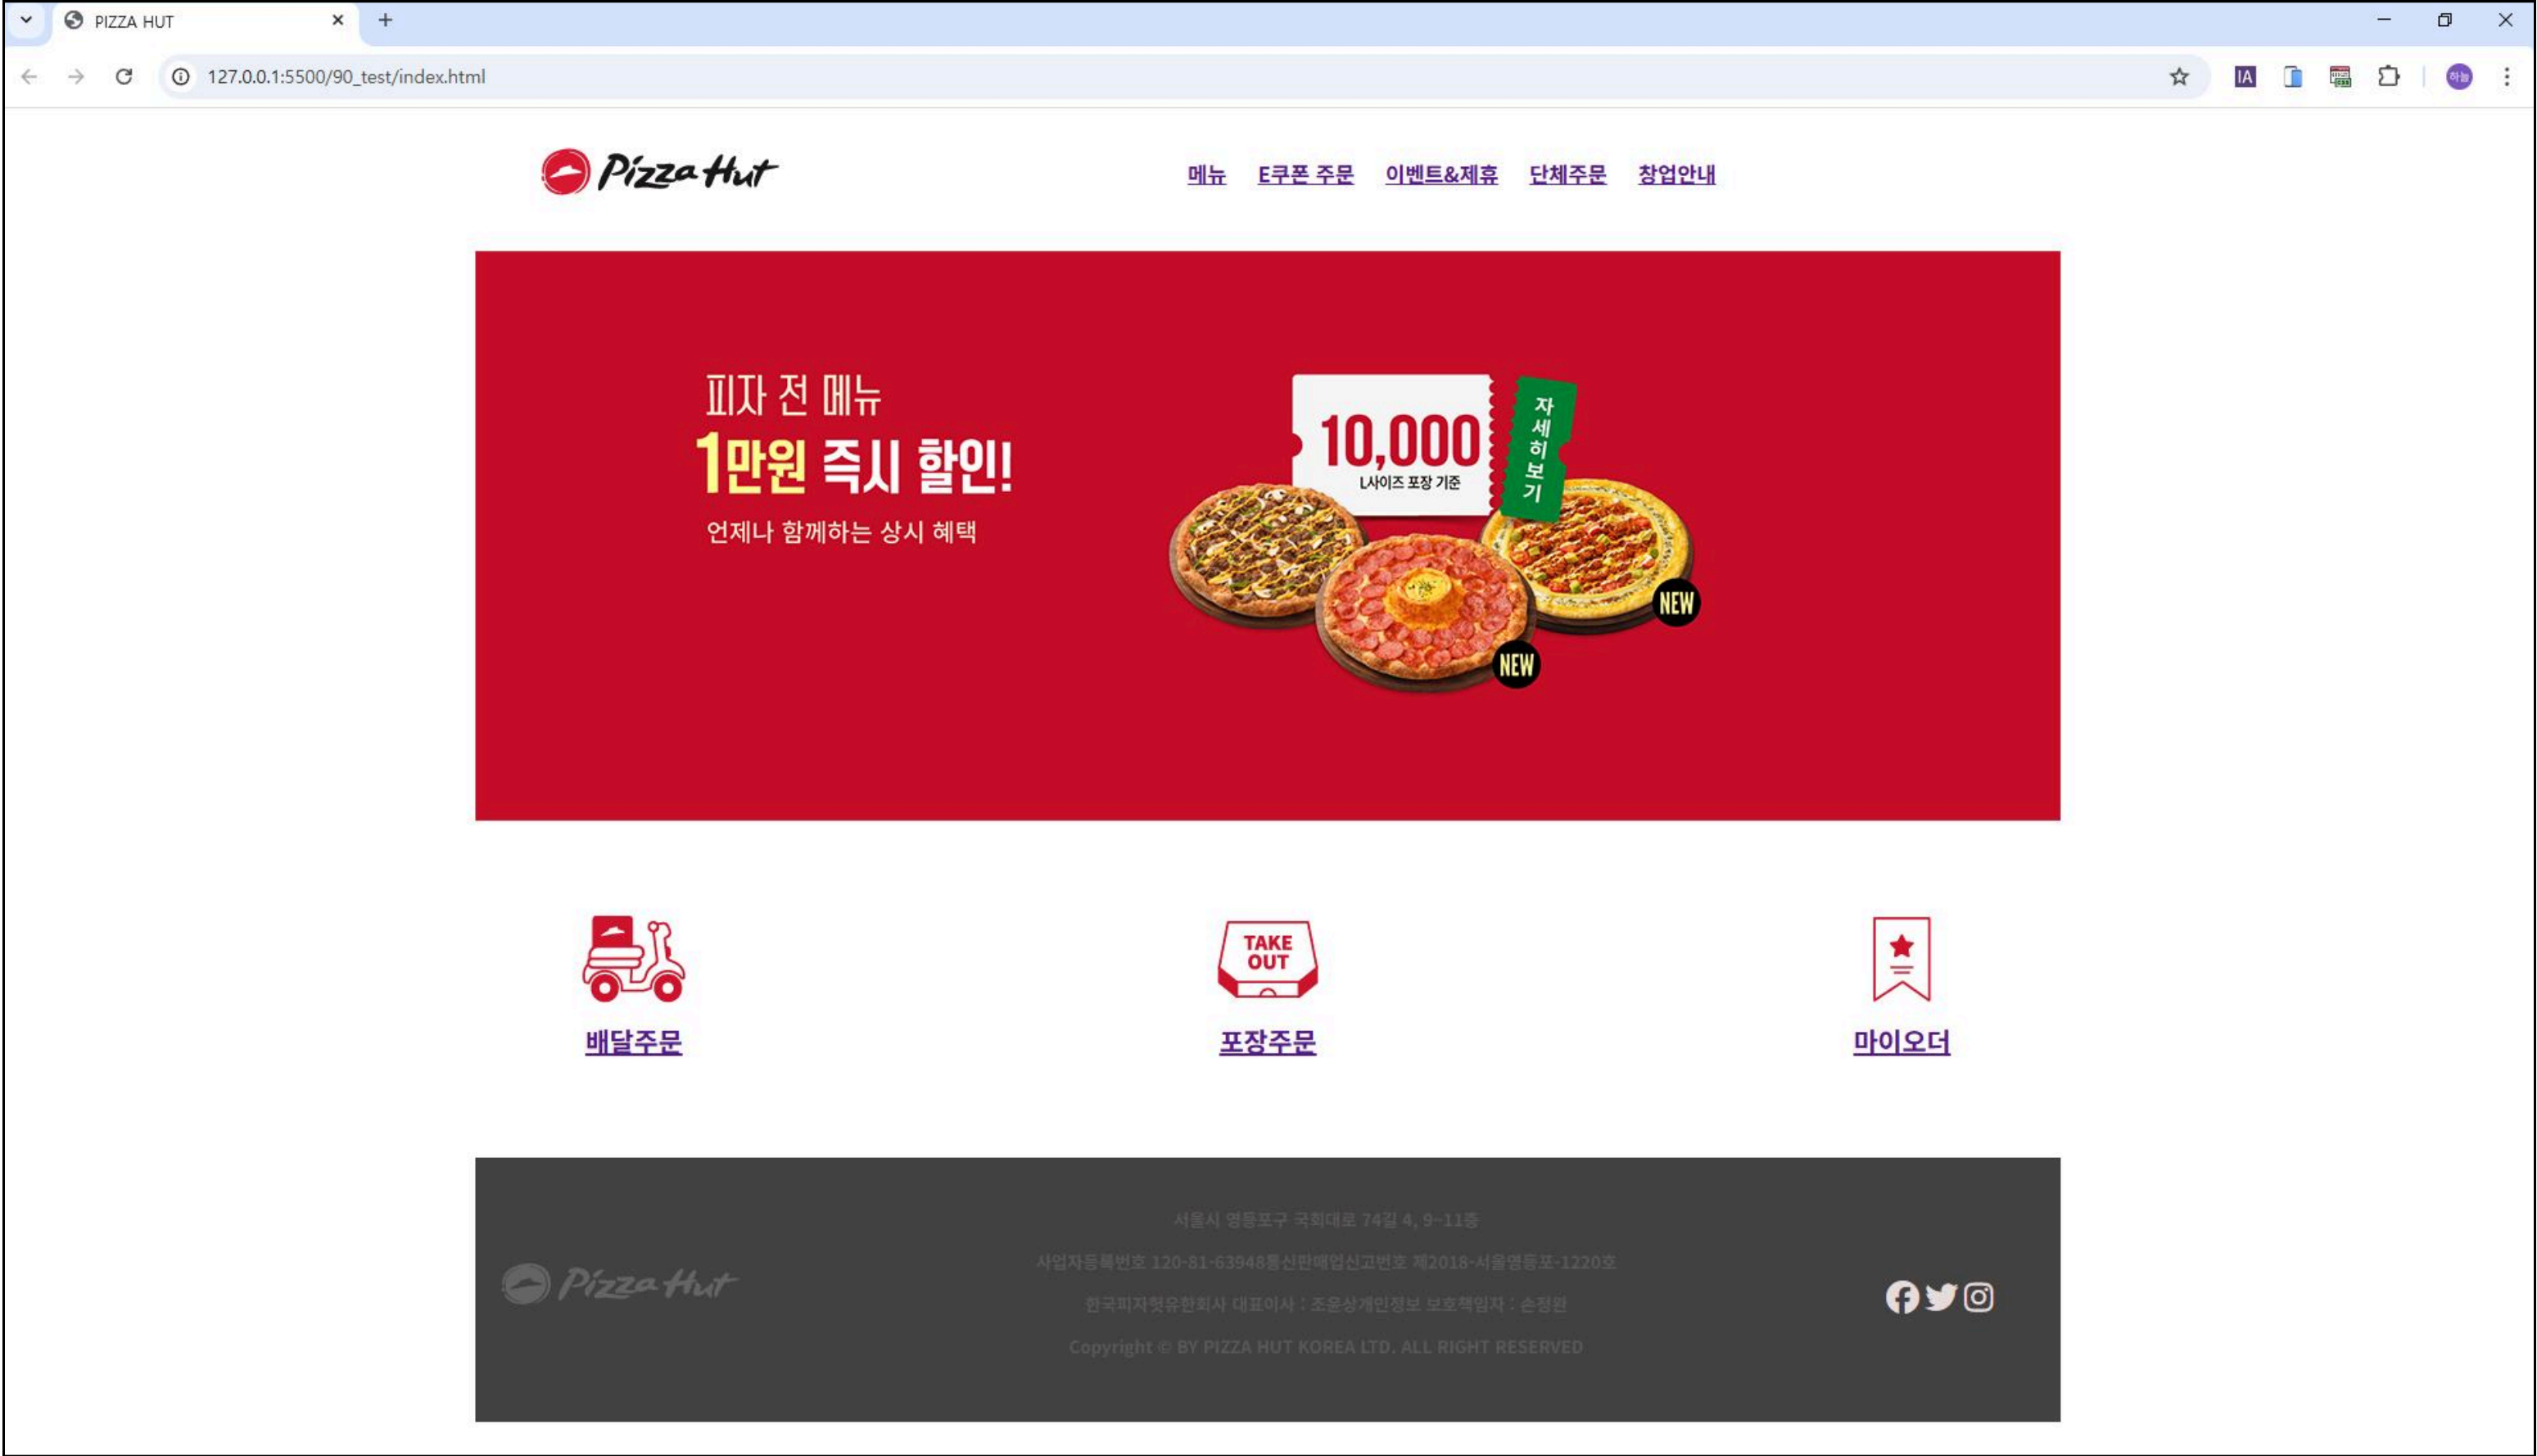 PIZZA HUT
127.0.0.1:5500/90_test/index.html
IA
하늘
Pizza Hut
메뉴 E쿠폰 주문 이벤트&제휴 단체주문 창업안내
피자 전 메뉴
1만원 즉시 할인!
언제나 함께하는 상시 혜택
10,000
L사이즈 포장 기준
자세히보기
NEW
NEW
TAKE
OUT
배달주문
포장주문
마이오더
서울시 영등포구 국회대로 74길 4, 9-11층
사업자등록번호 120-81-63948통신판매업신고번호 제2018-서울영등포-1220호
Pizza Hut
한국피자헛유한회사 대표이사 : 조윤상개인정보 보호책임자 : 손정완
Copyright © BY PIZZA HUT KOREA LTD. ALL RIGHT RESERVED